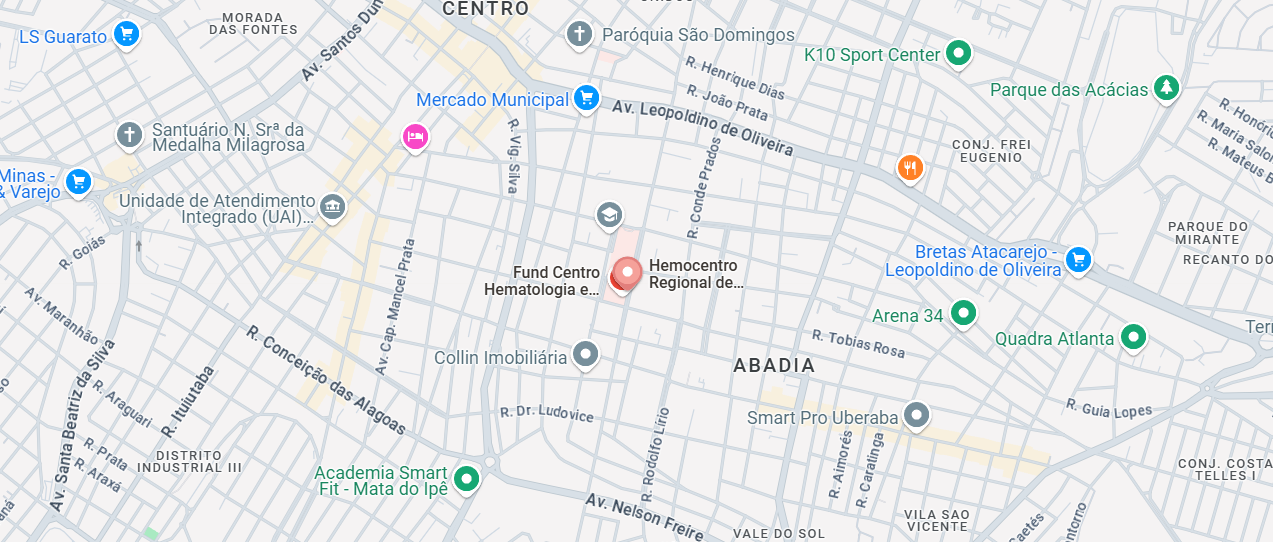 CENTRO
MORADA
DAS FONTES
LS Guarato
Av. Santos Dum
Paróquia São Domingos
K10 Sport Center
R. Henrique Dias
Parque das Acácias
Mercado Municipal
R. João Prata
Av. Leopoldino de Oliveira
R. Honório
R. Maria Salom
R. Mateus B
Santuário N. Srª da
Medalha Milagrosa
R. Vig. Silva
R. Conde Prados
CONJ. FREI
EUGENIO
Minas -
& Varejo
Unidade de Atendimento
Integrado (UAI)...
R. Goiás
PARQUE DO
MIRANTE
RECANTO DO
Bretas Atacarejo -
Leopoldino de Oliveira
Av. Cap. Manoel Prata
Fund Centro
Hematologia e...
Hemocentro
Regional de...
Av. Maranhão
Arena 34
Quadra Atlanta
R. Tobias Rosa
R. Conceição das Alagoas
Collin Imobiliária
ABADIA
Av. Santa Beatriz da Silva
R. Ituiutaba
R. Araguari
R. Dr. Ludovice
R. Rodolfo Lírio
Smart Pro Uberaba
R. Guia Lopes
R. Prata
R. Araxá
DISTRITO
INDUSTRIAL III
R. Aimorés
R. Caratinga
Academia Smart
Fit - Mata do Ipê
CONJ. COSTA
TELLES I
Av. Nelson Freire
VALE DO SOL
VILA SAO
VICENTE